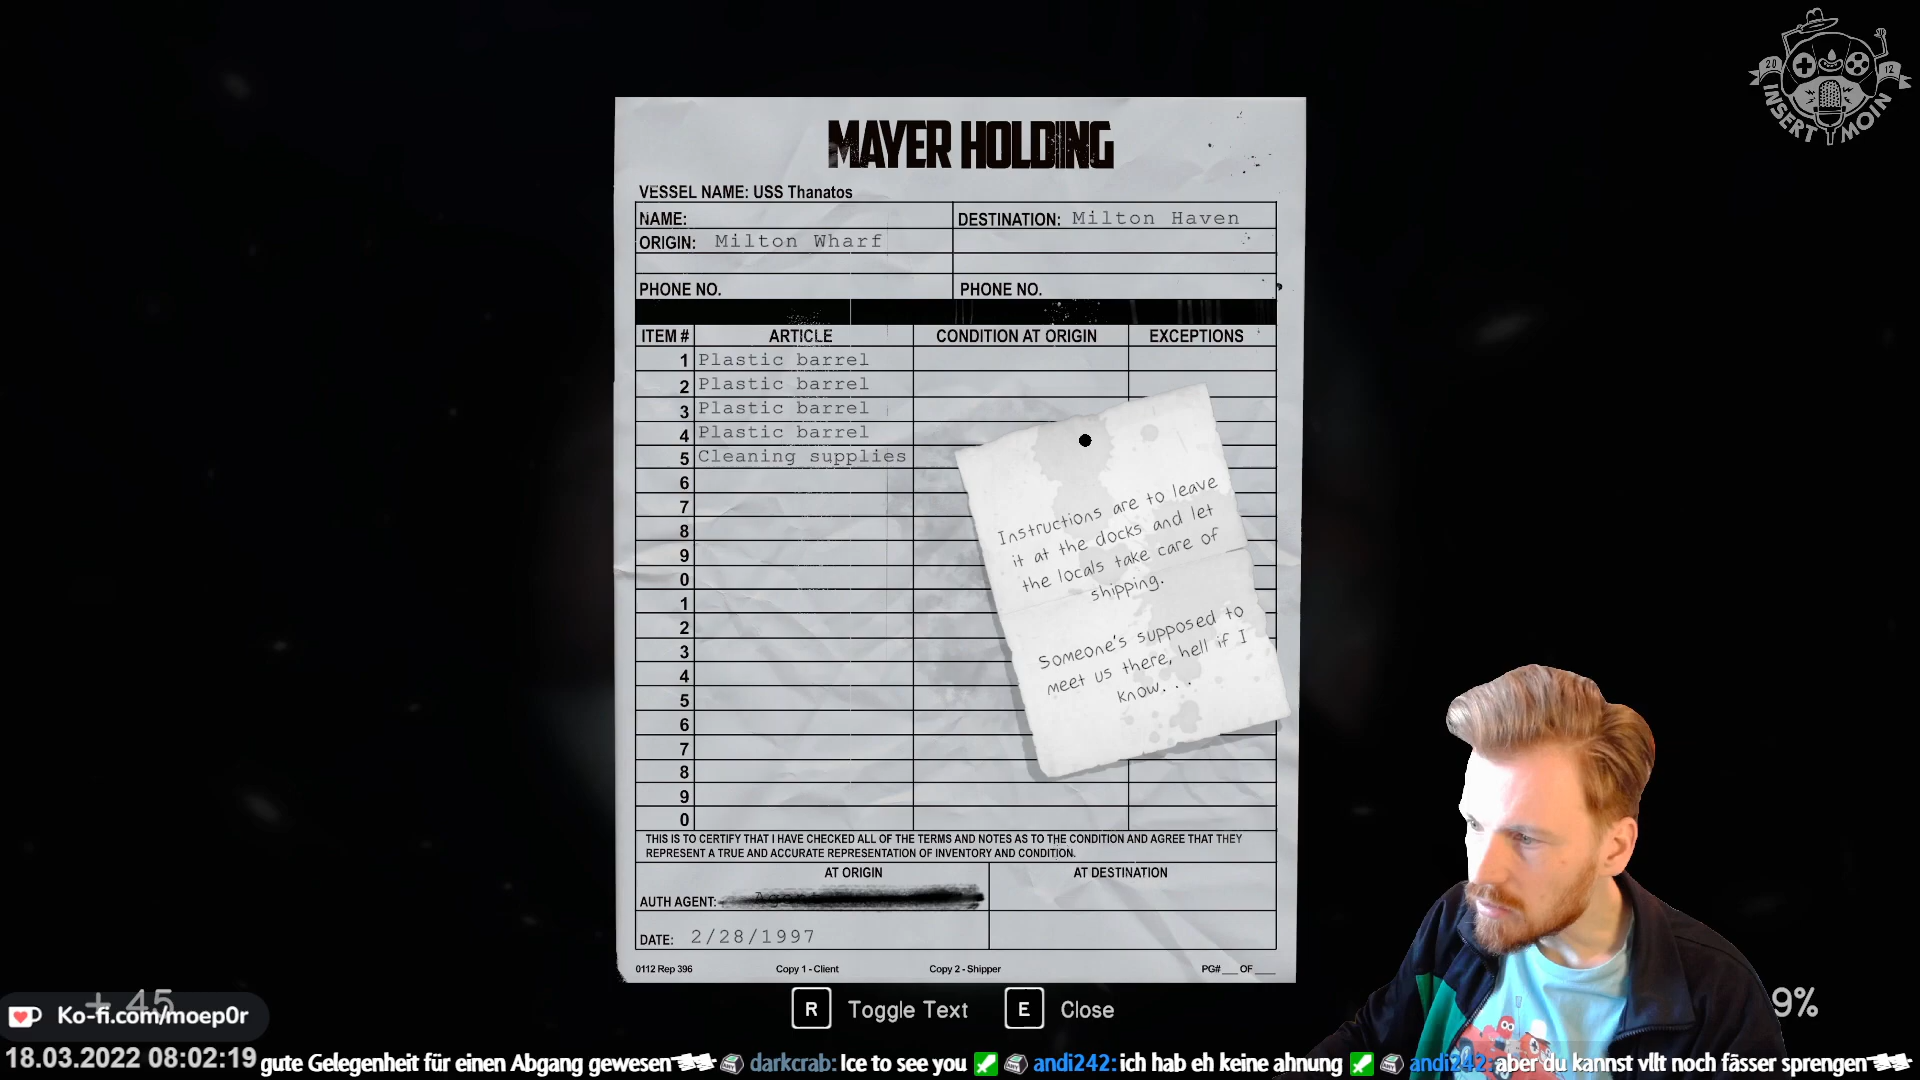 20 12
INSERT MOIN
MAYER HOLDING
VESSEL NAME: USS Thanatos
NAME:
DESTINATION: Milton Haven
ORIGIN: Milton Wharf
PHONE NO.
PHONE NO.
ITEM # ARTICLE CONDITION AT ORIGIN EXCEPTIONS
1 Plastic barrel
2 Plastic barrel
3 Plastic barrel
4 Plastic barrel
5 Cleaning supplies
6
7
8
9
0
1
2
3
4
5
6
7
8
9
0
Instructions are to leave
it at the docks and let
the locals take care of
shipping.
Someone's supposed to
meet us there, hell if I
know. . .
THIS IS TO CERTIFY THAT I HAVE CHECKED ALL OF THE TERMS AND NOTES AS TO THE CONDITION AND AGREE THAT THEY
REPRESENT A TRUE AND ACCURATE REPRESENTATION OF INVENTORY AND CONDITION.
AT ORIGIN AT DESTINATION
AUTH AGENT:
DATE: 2/28/1997
0112 Rep 396 Copy 1 - Client Copy 2 - Shipper PG# ___ OF ____
R Toggle Text E Close
+ 45
9%
Ko-fi.com/moep0r
18.03.2022 08:02:19 gute Gelegenheit für einen Abgang gewesen darkcrab: Ice to see you andi242: ich hab eh keine ahnung andi242: aber du kannst vllt noch fässer sprengen